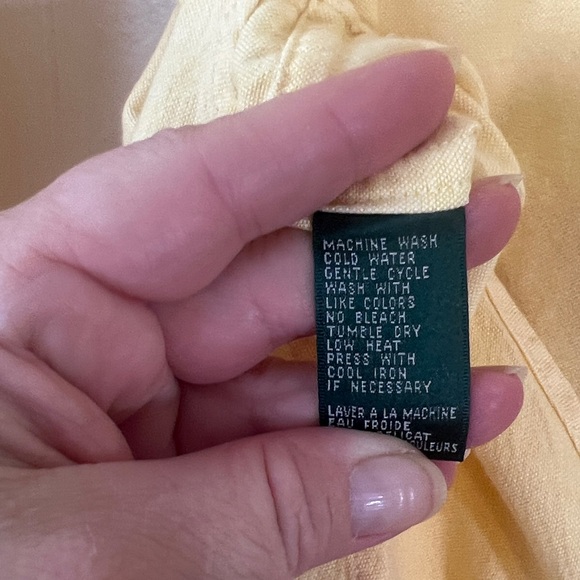 MACHINE WASH
COLD WATER
GENTLE CYCLE
WASH WITH
LIKE COLORS
NO BLEACH
TUMBLE DRY
LOW HEAT
PRESS WITH
COOL IRON
IF NECESSARY
LAVER A LA MACHINE
EAU FROIDE